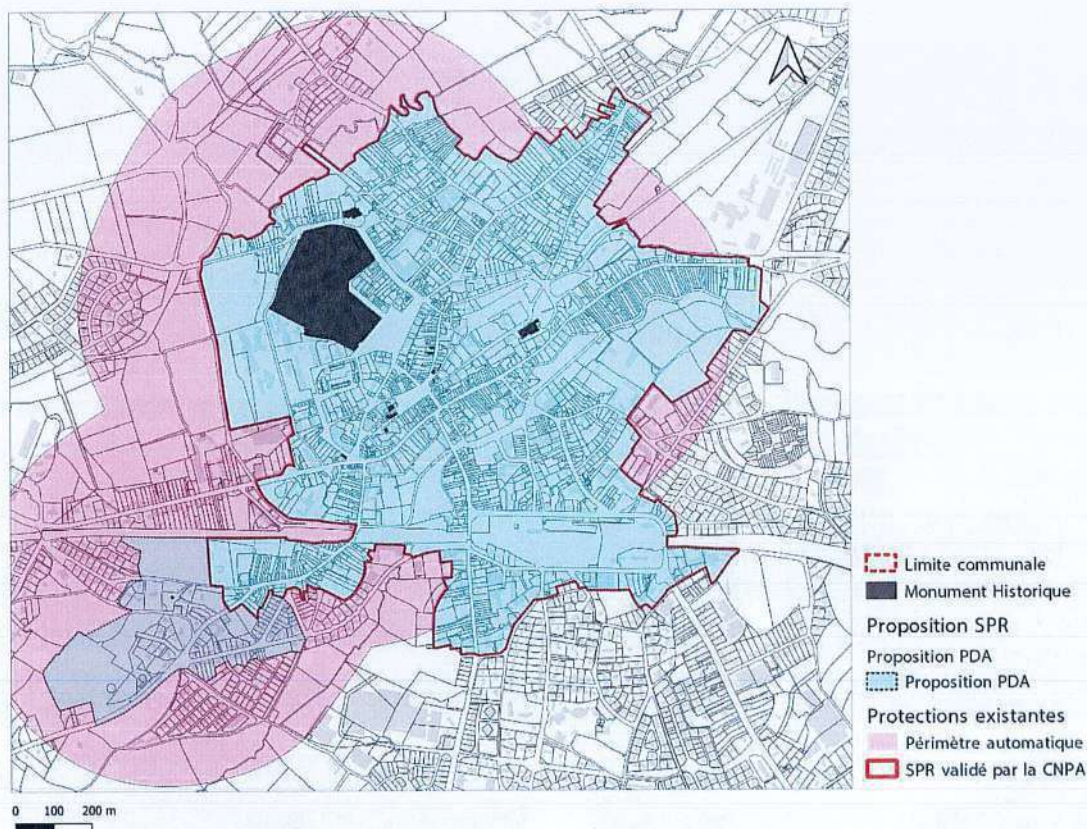 Limite communale
Monument Historique
Proposition SPR
Proposition PDA
Proposition PDA
Protections existantes
Périmètre automatique
SPR validé par la CNPA
0 100 200 m